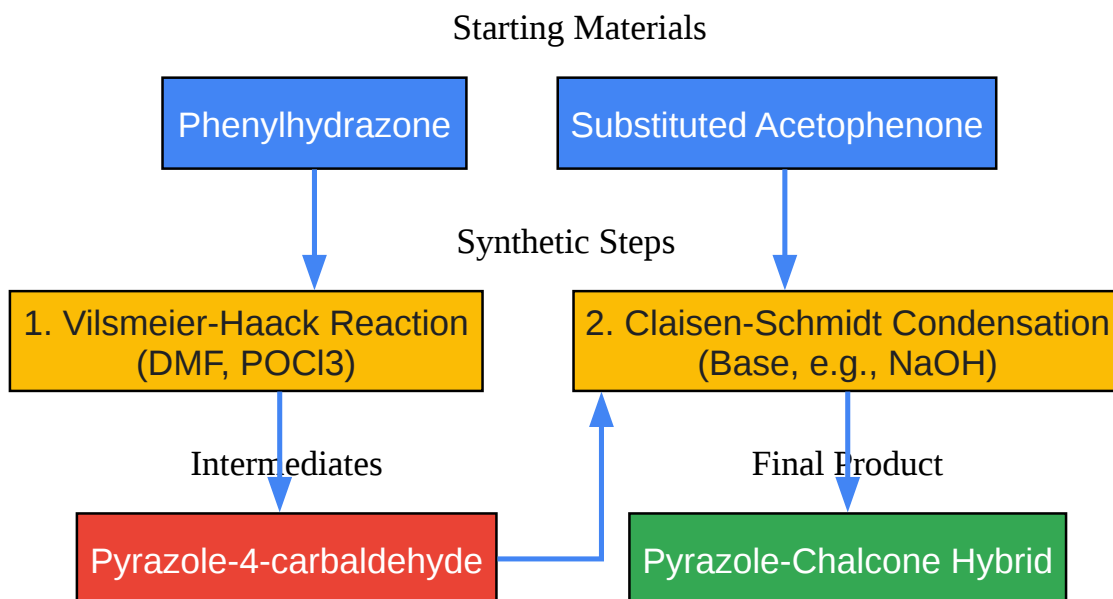 Starting Materials
Phenylhydrazone
Substituted Acetophenone
Synthetic Steps
1. Vilsmeier-Haack Reaction
(DMF, POCl3)
2. Claisen-Schmidt Condensation
(Base, e.g., NaOH)
Intermediates
Final Product
Pyrazole-4-carbaldehyde
Pyrazole-Chalcone Hybrid